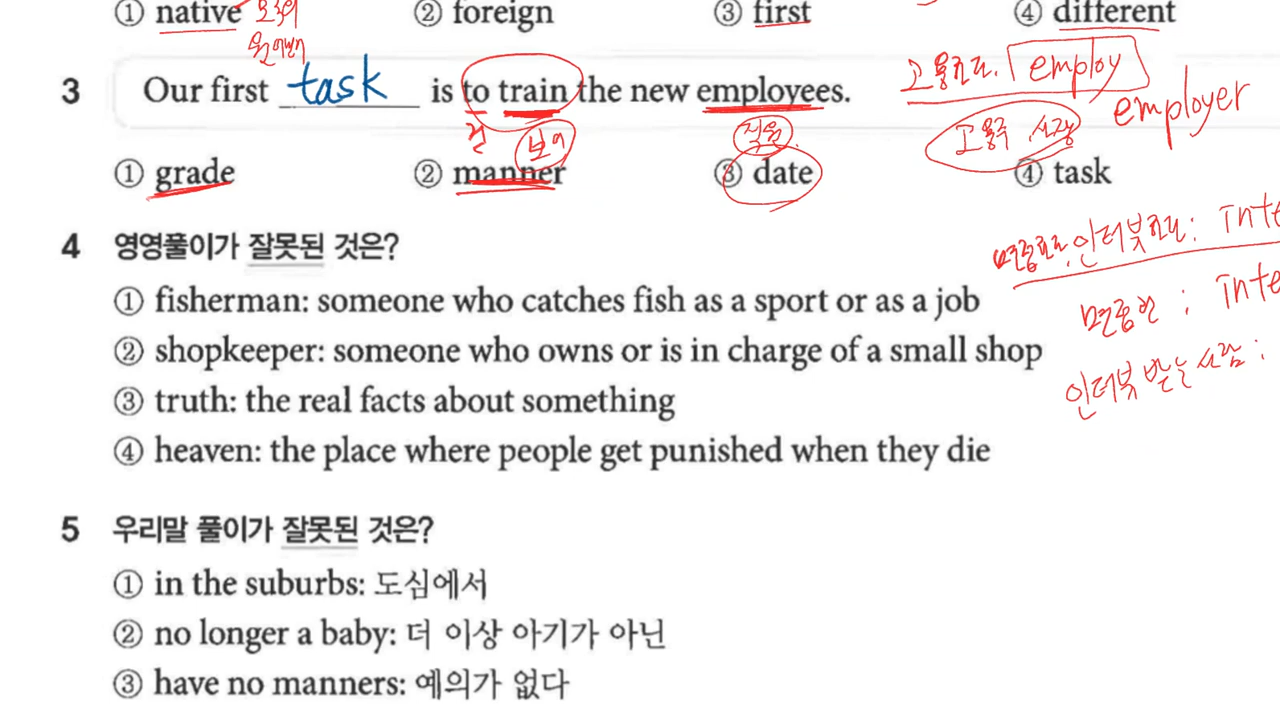 ① native 모국의 ② foreign ③ first ④ different
원어민
고용하다. employ
3 Our first task is to train the new employees.
employer
것 보어 직원. 고용주, 사장
① grade ② manner ③ date ④ task
4 영영풀이가 잘못된 것은?
인터뷰하다: inte
① fisherman: someone who catches fish as a sport or as a job
: inte
② shopkeeper: someone who owns or is in charge of a small shop
인터뷰 받는 사람:
③ truth: the real facts about something
④ heaven: the place where people get punished when they die
5 우리말 풀이가 잘못된 것은?
① in the suburbs: 도심에서
② no longer a baby: 더 이상 아기가 아닌
③ have no manners: 예의가 없다